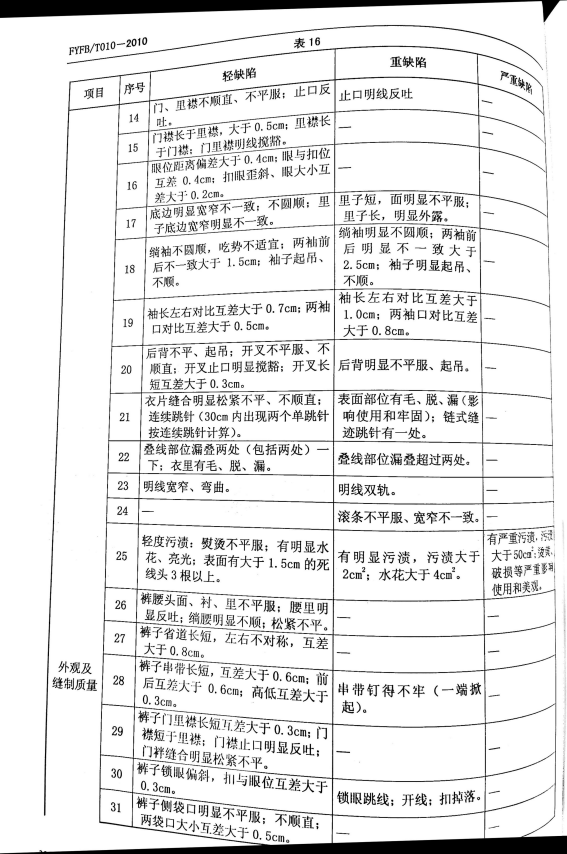 FYFB/T010—2010
表 16
项目 序号 轻缺陷 重缺陷 严重缺陷
14 门、里襟不顺直、不平服；止口反
吐。
止口明线反吐
—
15 门襟长于里襟，大于 0.5cm；里襟长
于门襟；门里襟明线搅豁。
—
—
16 眼位距离偏差大于 0.4cm；眼与扣位
互差 0.4cm；扣眼歪斜、眼大小互
差大于 0.2cm。
—
—
17 底边明显宽窄不一致；不圆顺；里
子底边宽窄明显不一致。
里子短，面明显不平服；
里子长，明显外露。
—
18 绱袖不圆顺，吃势不适宜；两袖前
后不一致大于 1.5cm；袖子起吊、
不顺。
绱袖明显不圆顺；两袖前
后明显不一致大于
2.5cm；袖子明显起吊、
不顺。
—
19 袖长左右对比互差大于 0.7cm；两袖
口对比互差大于 0.5cm。
袖长左右对比互差大于
1.0cm；两袖口对比互差
大于 0.8cm。
—
20 后背不平、起吊；开叉不平服、不
顺直；开叉止口明显搅豁；开叉长
短互差大于 0.3cm。
后背明显不平服、起吊。
—
21 衣片缝合明显松紧不平、不顺直；
连续跳针（30cm 内出现两个单跳针
按连续跳针计算）。
表面部位有毛、脱、漏（影
响使用和牢固）；链式缝
迹跳针有一处。
—
22 叠线部位漏叠两处（包括两处）一
下；衣里有毛、脱、漏。
叠线部位漏叠超过两处。
—
23 明线宽窄、弯曲。
明线双轨。
—
24 —
滚条不平服、宽窄不一致。
—
25 轻度污渍；熨烫不平服；有明显水
花、亮光；表面有大于 1.5cm 的死
线头 3 根以上。
有明显污渍，污渍大于
2cm²；水花大于 4cm²。
有严重污渍，污渍
大于 50cm²；烫黄、
破损等严重影响
使用和美观。
外观及
缝制质量
26 裤腰头面、衬、里不平服；腰里明
显反吐；绱腰明显不顺；松紧不平。
—
—
27 裤子省道长短，左右不对称，互差
大于 0.8cm。
—
—
28 裤子串带长短，互差大于 0.6cm；前
后互差大于 0.6cm；高低互差大于
0.3cm。
串带钉得不牢（一端掀
起）。
—
29 裤子门里襟长短互差大于 0.3cm；门
襟短于里襟；门襟止口明显反吐；
门袢缝合明显松紧不平。
—
—
30 裤子锁眼偏斜，扣与眼位互差大于
0.3cm。
锁眼跳线；开线；扣掉落。
—
31 裤子侧袋口明显不平服；不顺直；
两袋口大小互差大于 0.5cm。
—
—